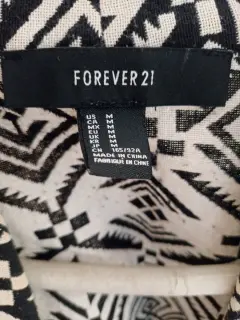 FOREVER 21
US M
CA M
MX M
EU M
UK M
KR M
JP M
CN 165/92A
MADE IN CHINA
FABRIQUÉ EN CHINE